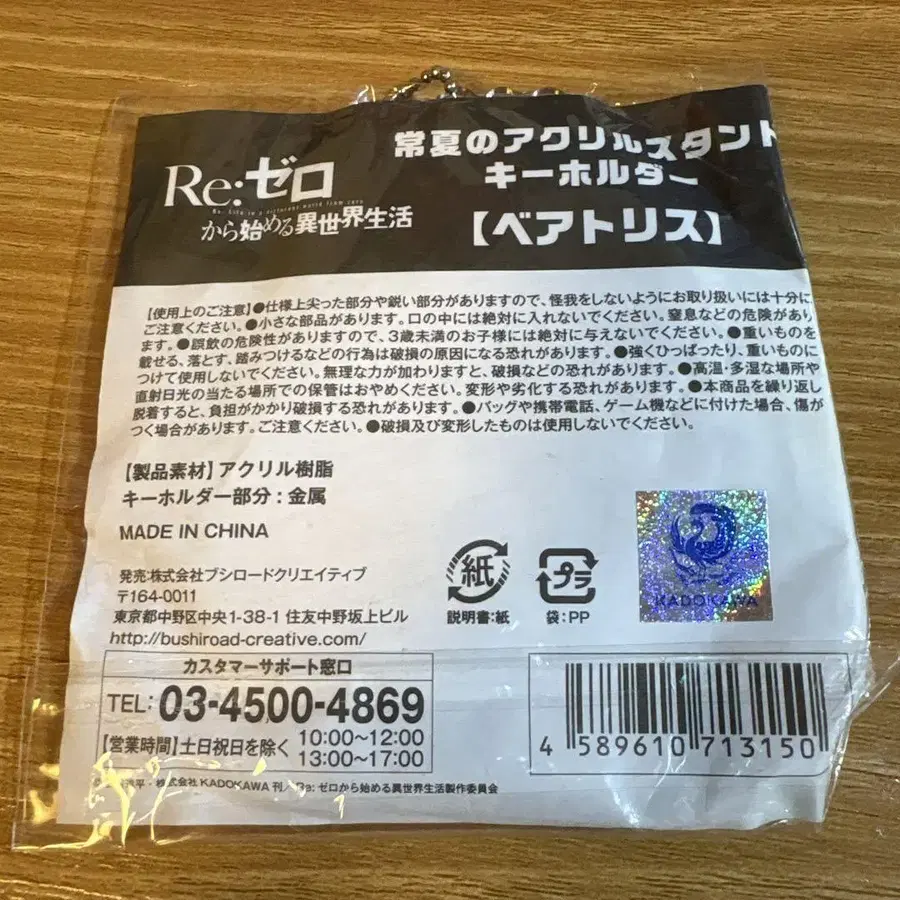 常夏のアクリルスタンド
キーホルダー
【ベアトリス】
Re:ゼロ
Re: Life in a different world from zero
から始める異世界生活
【使用上のご注意】●仕様上尖った部分や鋭い部分がありますので、怪我をしないようにお取り扱いには十分に
ご注意ください。●小さな部品があります。口の中には絶対に入れないでください。窒息などの危険があり
ます。●誤飲の危険性がありますので、3歳未満のお子様には絶対に与えないでください。●重いものを
載せる、落とす、踏みつけるなどの行為は破損の原因になる恐れがあります。●強くひっぱったり、重いものに
つけて使用しないでください。無理な力が加わりますと、破損などの恐れがあります。●高温・多湿な場所や
直射日光の当たる場所での保管はおやめください。変形や劣化する恐れがあります。●本商品を繰り返し
脱着すると、負担がかかり破損する恐れがあります。●バッグや携帯電話、ゲーム機などに付けた場合、傷が
つく場合があります。ご注意ください。●破損及び変形したものは使用しないでください。
【製品素材】アクリル樹脂
キーホルダー部分：金属
MADE IN CHINA
発売：株式会社ブシロードクリエイティブ
〒164-0011
東京都中野区中央1-38-1 住友中野坂上ビル
http://bushiroad-creative.com/
紙
説明書：紙
プラ
袋：PP
KADOKAWA
カスタマーサポート窓口
TEL: 03-4500-4869
【営業時間】土日祝日を除く 10:00～12:00
13:00～17:00
4 589610 713150
平・株式会社KADOKAWA刊／Re: ゼロから始める異世界生活製作委員会